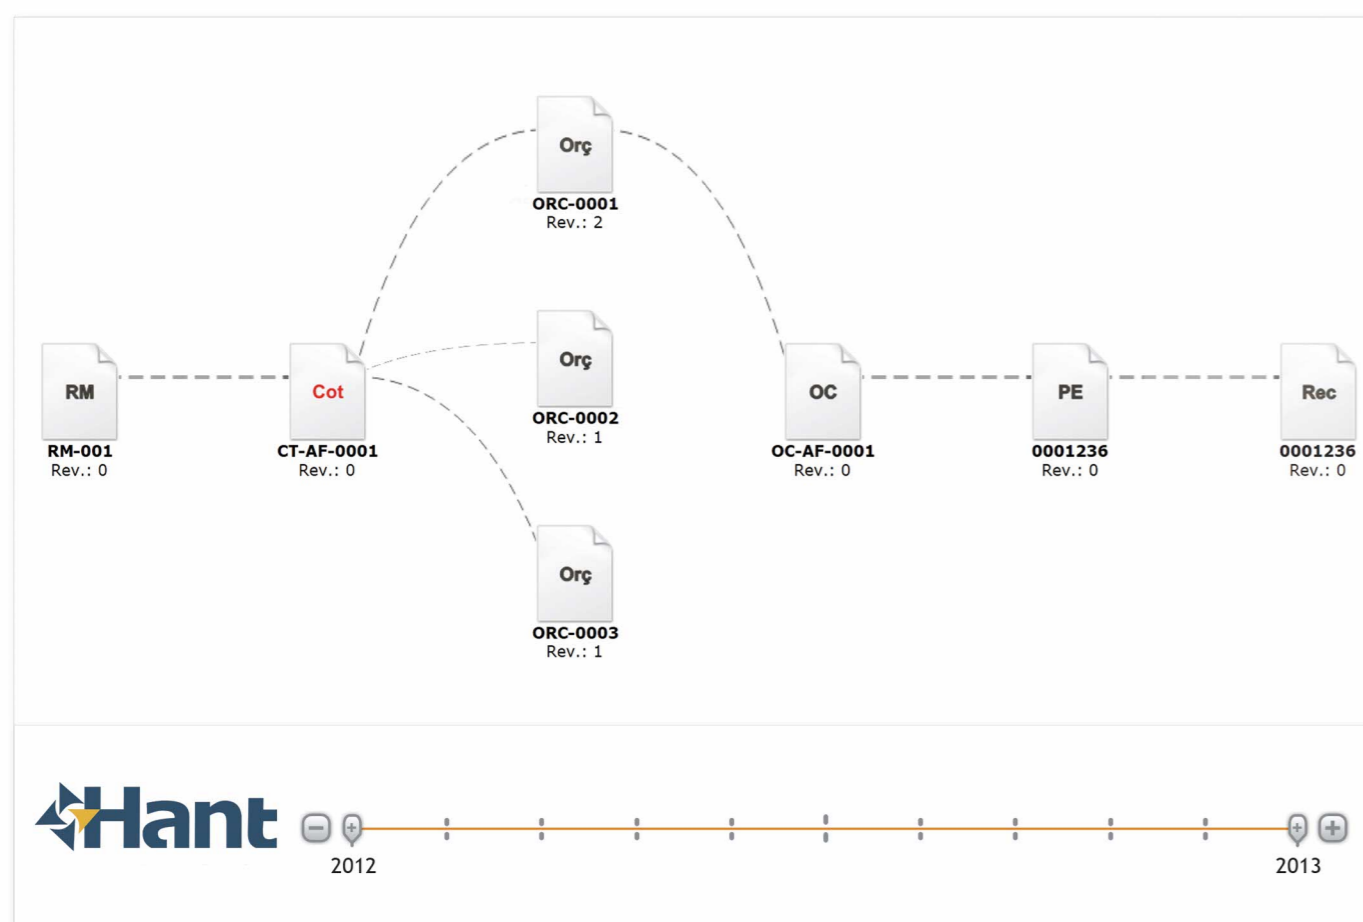 Orç
ORC-0001
Rev.: 2
Orç
ORC-0002
Rev.: 1
RM
RM-001
Rev.: 0
Cot
CT-AF-0001
Rev.: 0
OC
OC-AF-0001
Rev.: 0
PE
0001236
Rev.: 0
Rec
0001236
Rev.: 0
Orç
ORC-0003
Rev.: 1
Hant
2012
2013